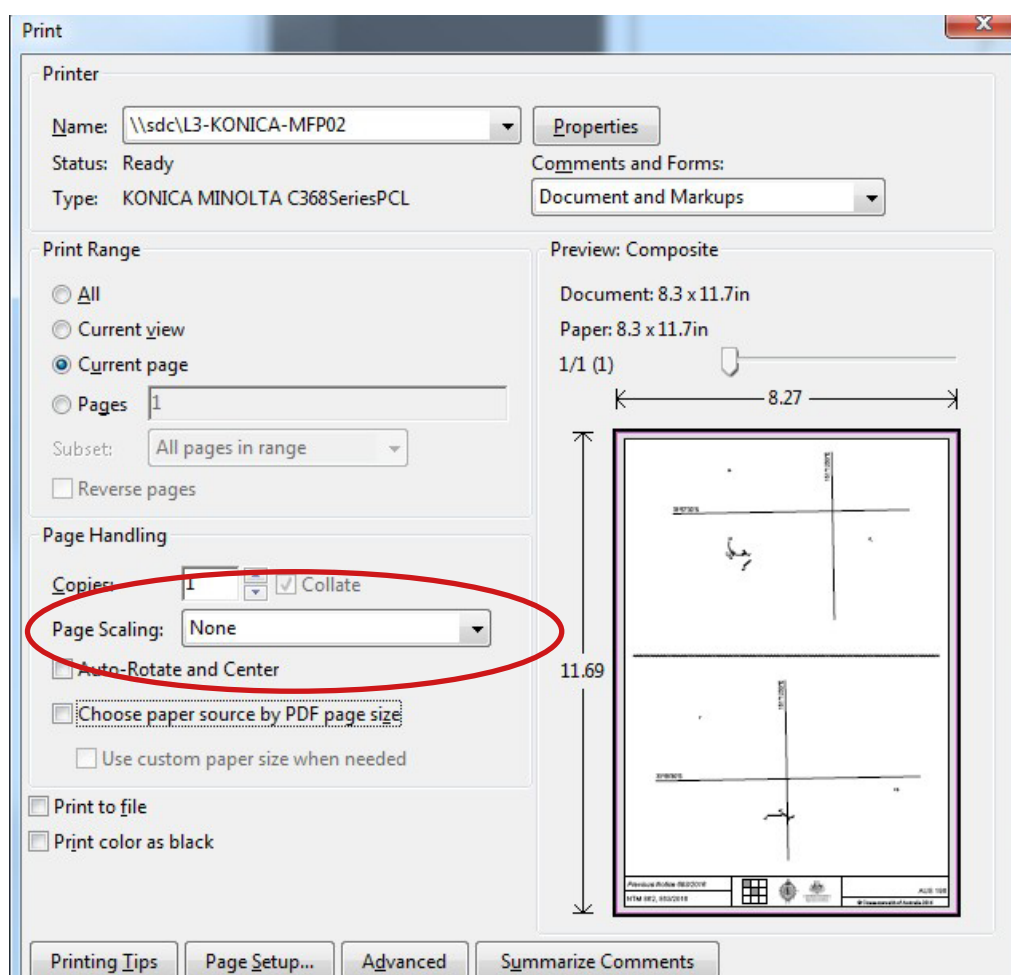 Print
Printer
Name: \\sdc\L3-KONICA-MFP02
Properties
Status: Ready
Comments and Forms:
Type: KONICA MINOLTA C368SeriesPCL
Document and Markups
Print Range
All
Current view
Current page
Pages 1
Subset: All pages in range
Reverse pages
Page Handling
Copies: 1 Collate
Page Scaling: None
Auto-Rotate and Center
Choose paper source by PDF page size
Use custom paper size when needed
Print to file
Print color as black
Preview: Composite
Document: 8.3 x 11.7in
Paper: 8.3 x 11.7in
1/1 (1)
8.27
11.69
Printing Tips
Page Setup...
Advanced
Summarize Comments